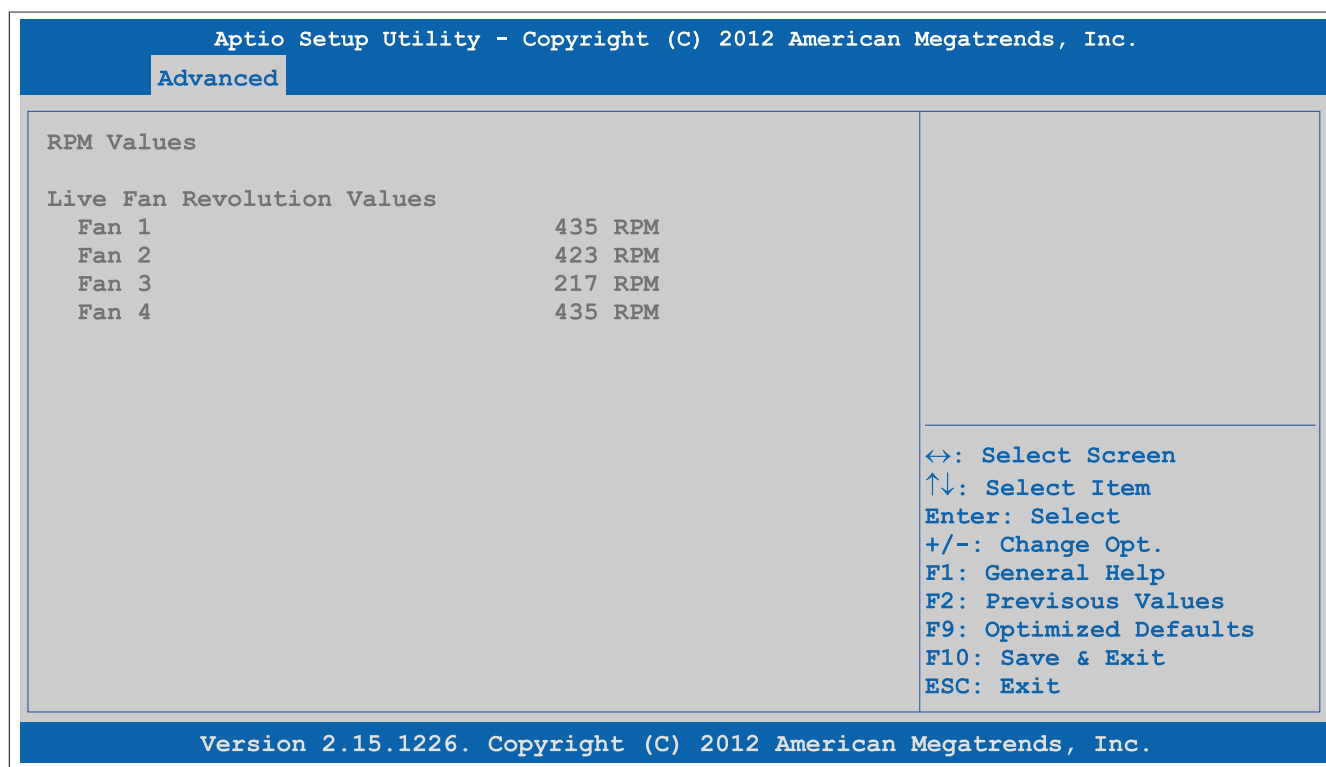 Aptio Setup Utility - Copyright (C) 2012 American Megatrends, Inc.
Advanced
RPM Values
Live Fan Revolution Values
Fan 1 435 RPM
Fan 2 423 RPM
Fan 3 217 RPM
Fan 4 435 RPM
↔: Select Screen
↑↓: Select Item
Enter: Select
+/-: Change Opt.
F1: General Help
F2: Previsous Values
F9: Optimized Defaults
F10: Save & Exit
ESC: Exit
Version 2.15.1226. Copyright (C) 2012 American Megatrends, Inc.